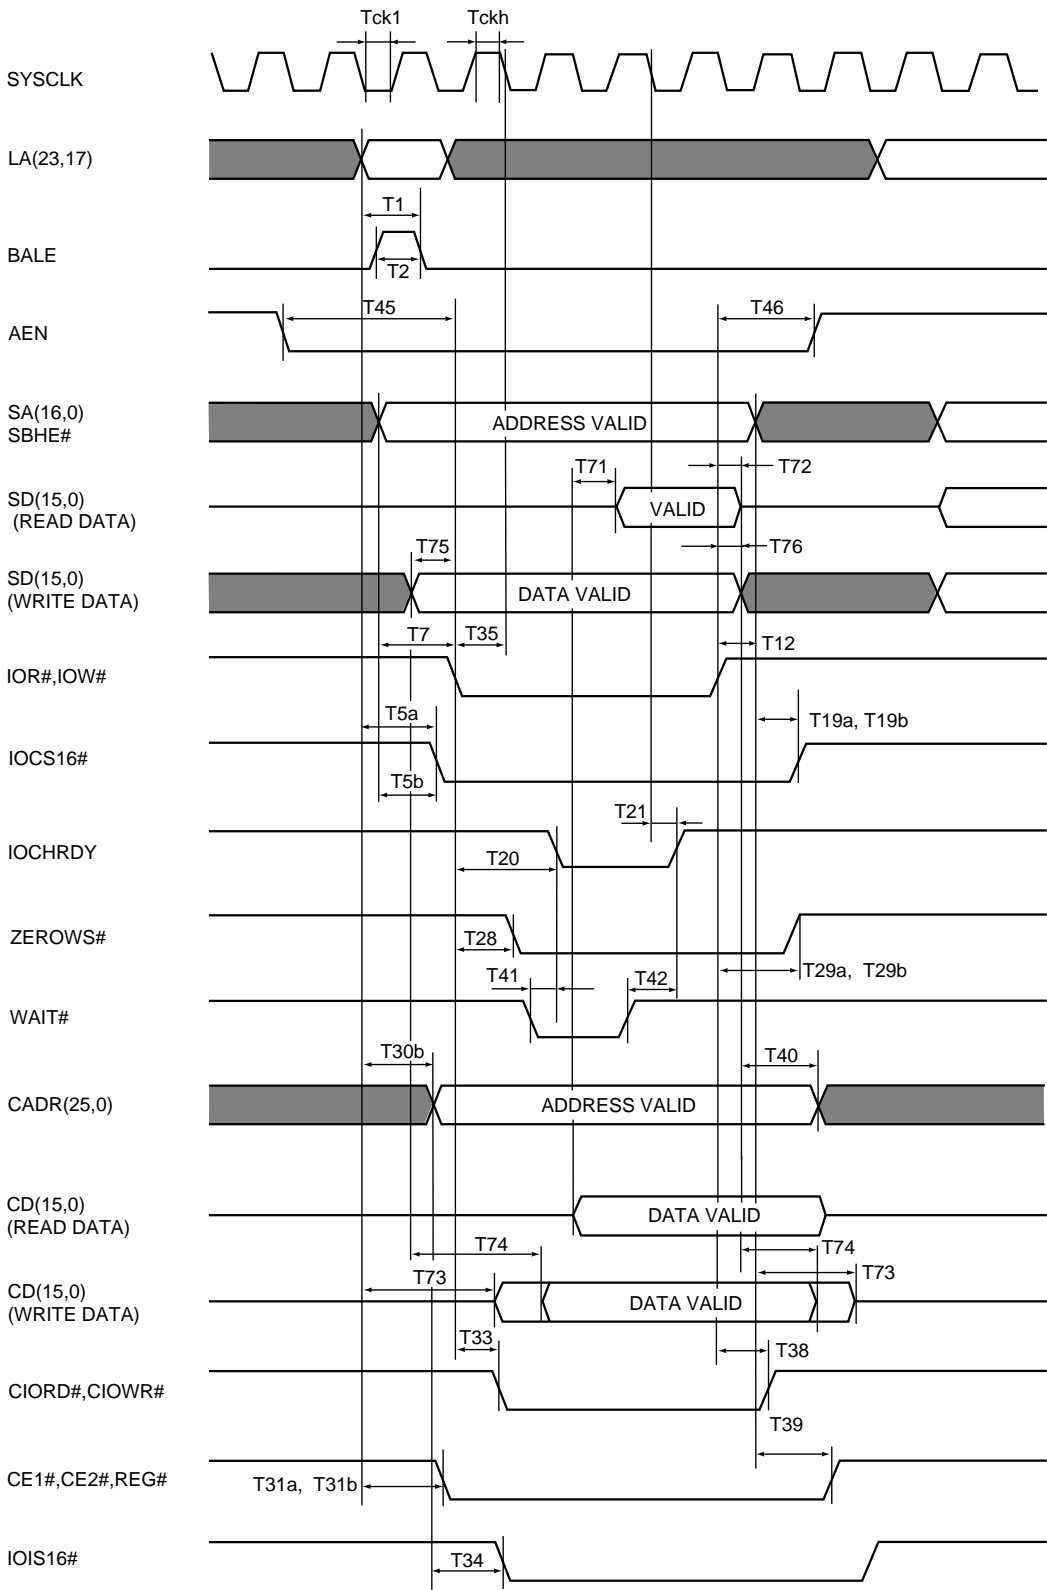 Tck1 Tckh
SYSCLK
LA(23,17)
T1
BALE
T2
T45 T46
AEN
SA(16,0)
SBHE#
ADDRESS VALID
T71 T72
SD(15,0)
(READ DATA)
VALID
T75 T76
SD(15,0)
(WRITE DATA)
DATA VALID
T7 T35 T12
IOR#,IOW#
T5a T19a, T19b
IOCS16#
T5b
T21
IOCHRDY
T20
ZEROWS#
T28
T29a, T29b
T41 T42
WAIT#
T30b T40
CADR(25,0)
ADDRESS VALID
CD(15,0)
(READ DATA)
DATA VALID
T74 T74
T73 T73
CD(15,0)
(WRITE DATA)
DATA VALID
T33 T38
CIORD#,CIOWR#
T39
CE1#,CE2#,REG#
T31a, T31b
IOIS16#
T34